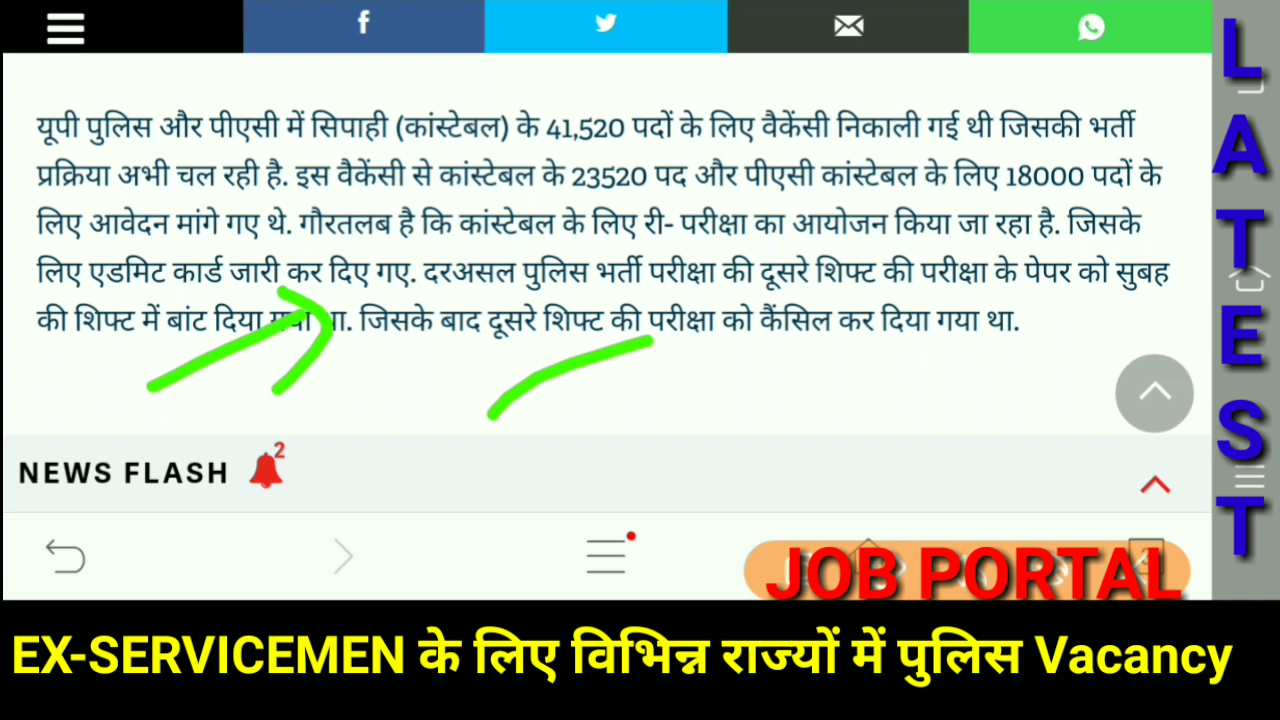 यूपी पुलिस और पीएसी में सिपाही (कांस्टेबल) के 41,520 पदों के लिए वैकेंसी निकाली गई थी जिसकी भर्ती
प्रक्रिया अभी चल रही है. इस वैकेंसी से कांस्टेबल के 23520 पद और पीएसी कांस्टेबल के लिए 18000 पदों के
लिए आवेदन मांगे गए थे. गौरतलब है कि कांस्टेबल के लिए री- परीक्षा का आयोजन किया जा रहा है. जिसके
लिए एडमिट कार्ड जारी कर दिए गए. दरअसल पुलिस भर्ती परीक्षा की दूसरे शिफ्ट की परीक्षा के पेपर को सुबह
की शिफ्ट में बांट दिया गया था. जिसके बाद दूसरे शिफ्ट की परीक्षा को कैंसिल कर दिया गया था.
NEWS FLASH 2
JOB PORTAL
LATEST
EX-SERVICEMEN के लिए विभिन्न राज्यों में पुलिस Vacancy